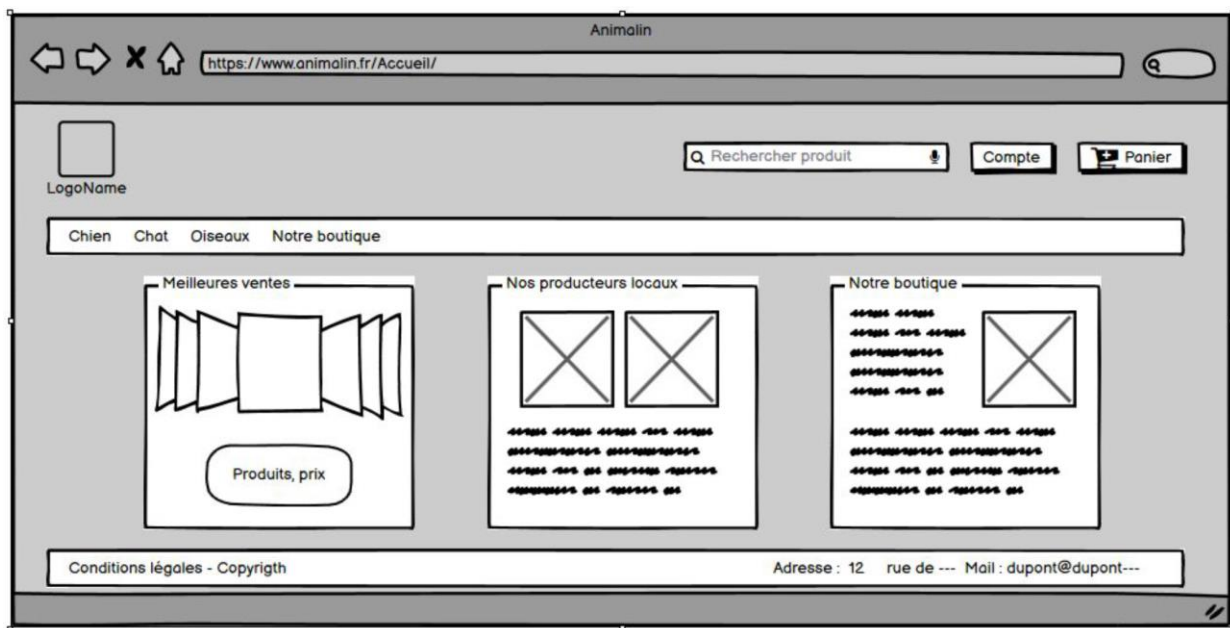 Animalin
https://www.animalin.fr/Accueil/
Rechercher produit
Compte
Panier
LogoName
Chien Chat Oiseaux Notre boutique
Meilleures ventes
Produits, prix
Nos producteurs locaux
Notre boutique
Conditions légales - Copyrigth
Adresse : 12 rue de --- Mail : dupont@dupont---